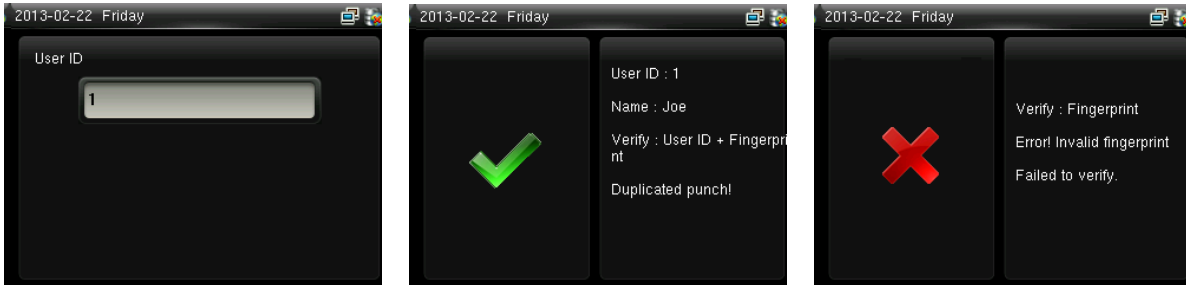 2013-02-22 Friday
User ID
1
2013-02-22 Friday
User ID : 1
Name : Joe
Verify : User ID + Fingerpri
nt
Duplicated punch!
2013-02-22 Friday
Verify : Fingerprint
Error! Invalid fingerprint
Failed to verify.